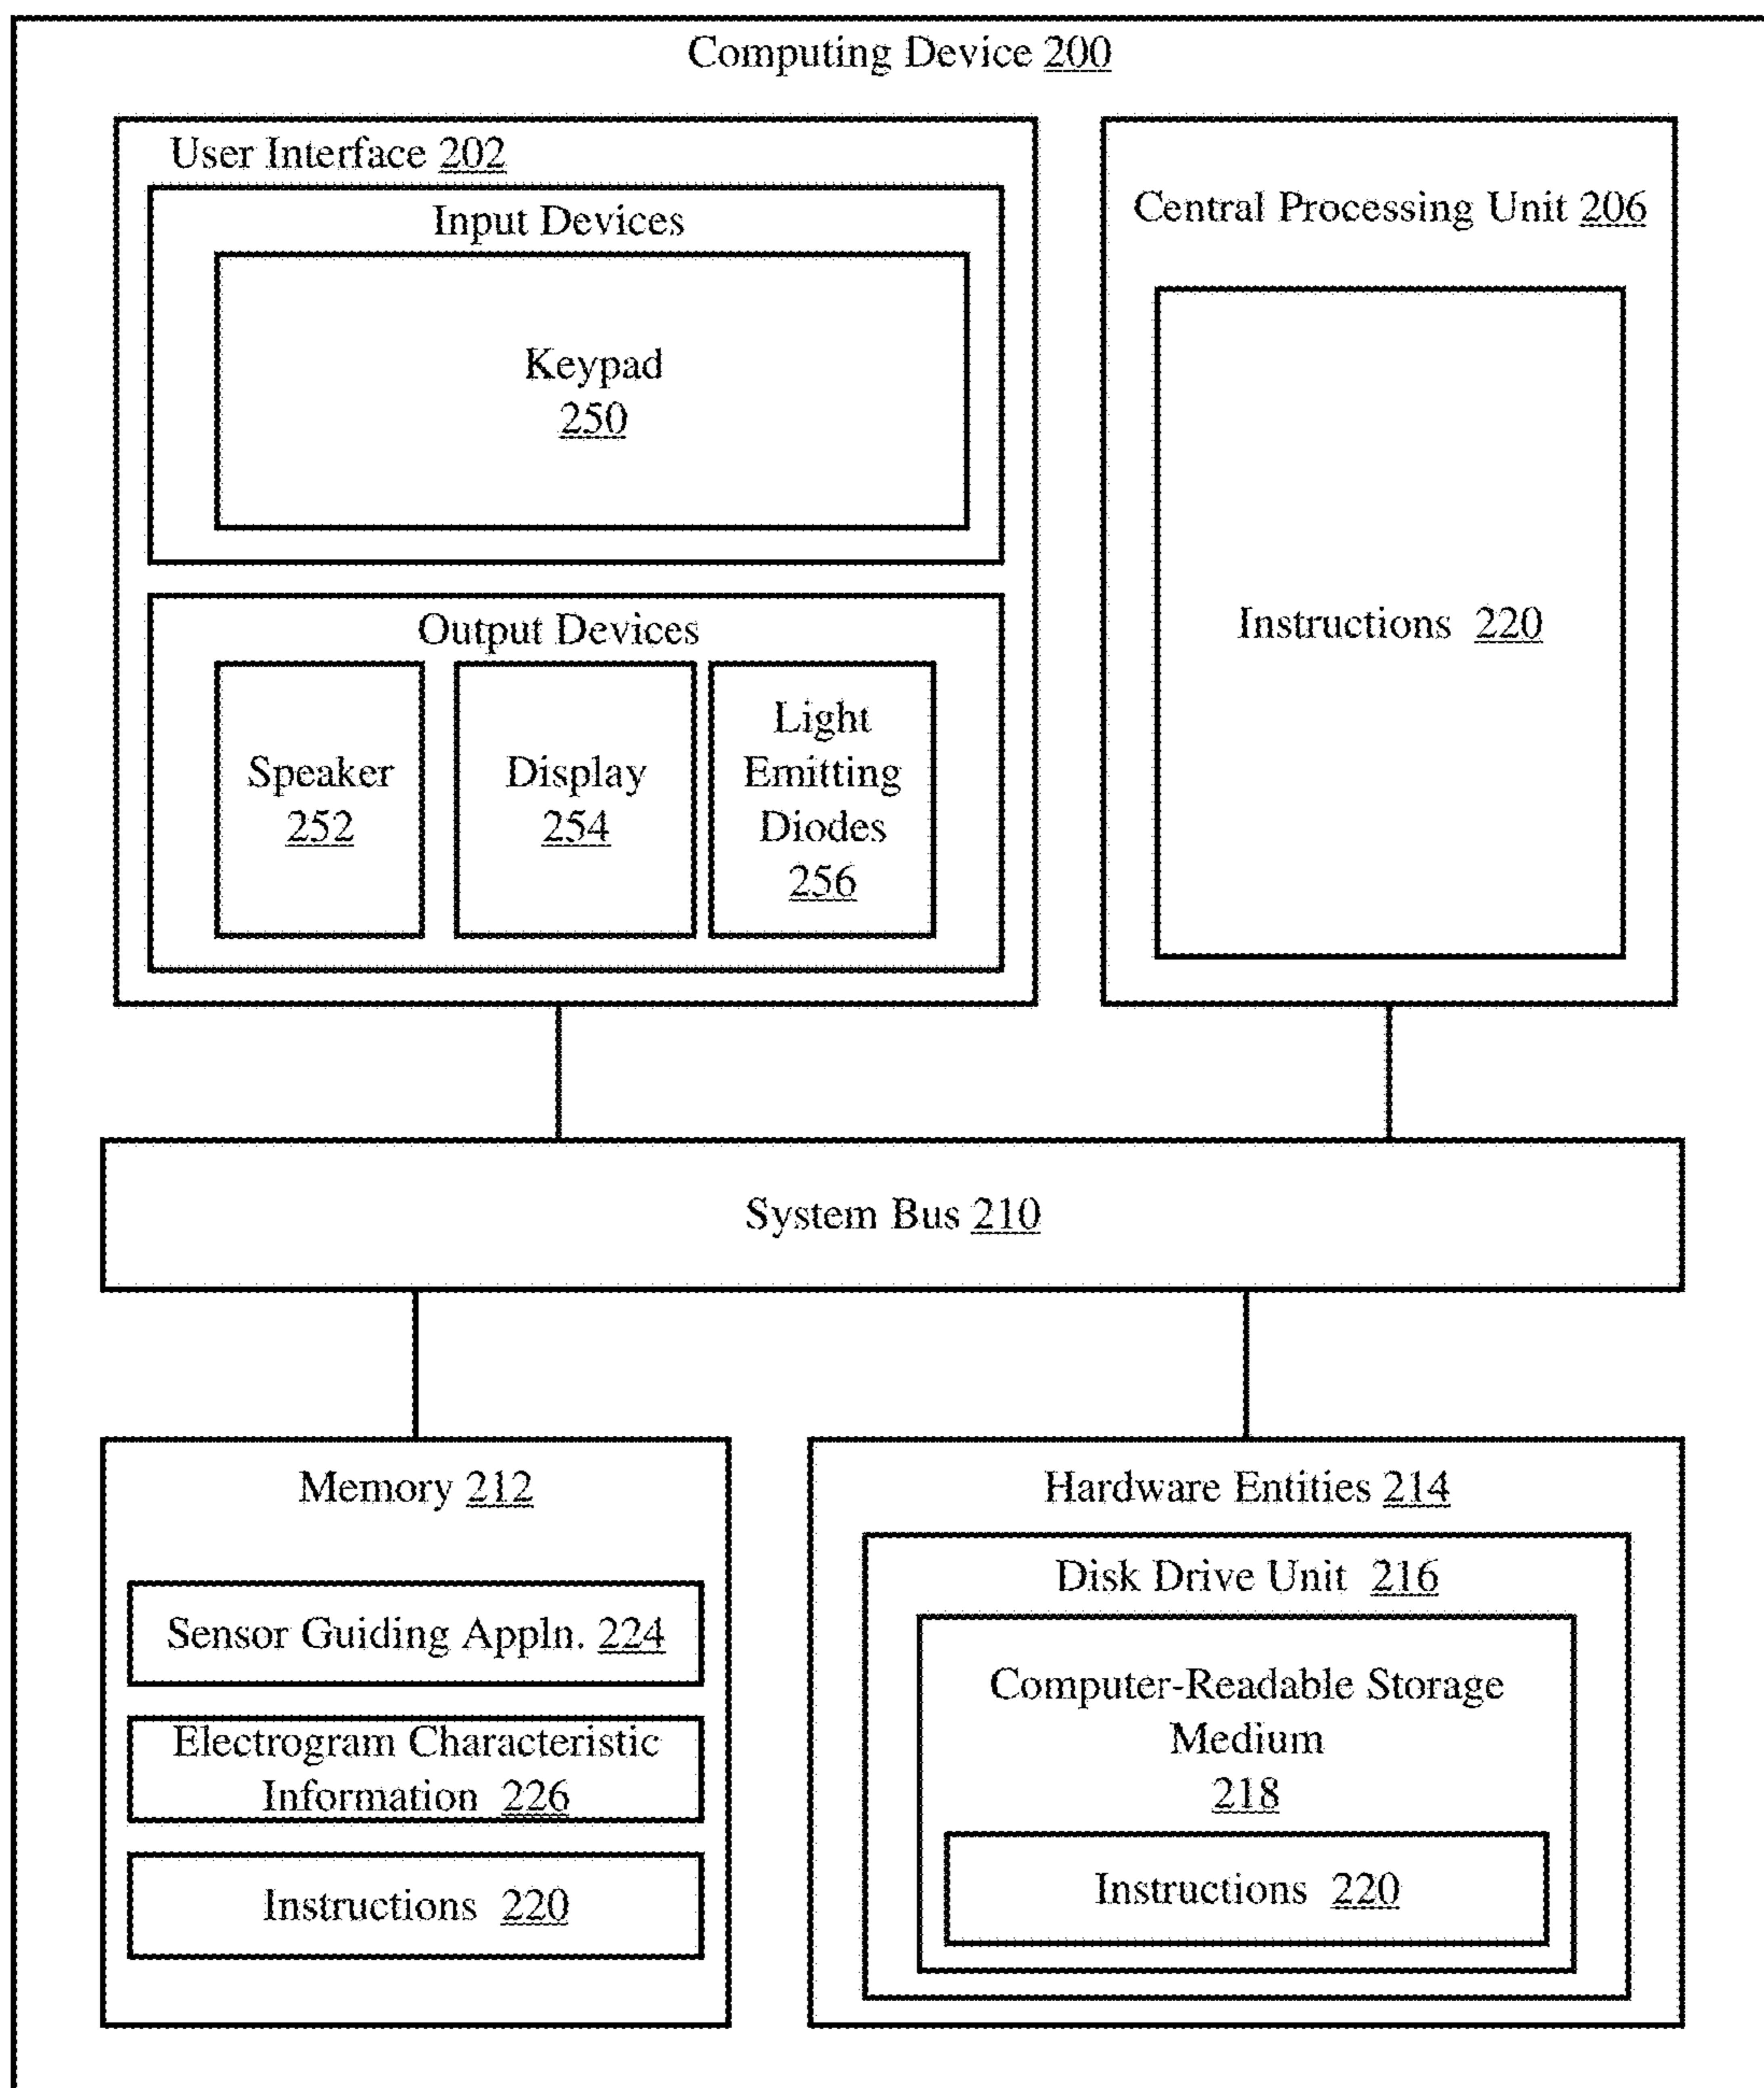 Computing Device 200
User Interface 202
Input Devices
Keypad
250
Output Devices
Speaker
252
Display
254
Light
Emitting
Diodes
256
Central Processing Unit 206
Instructions 220
System Bus 210
Memory 212
Sensor Guiding Appln. 224
Electrogram Characteristic
Information 226
Instructions 220
Hardware Entities 214
Disk Drive Unit 216
Computer-Readable Storage
Medium
218
Instructions 220